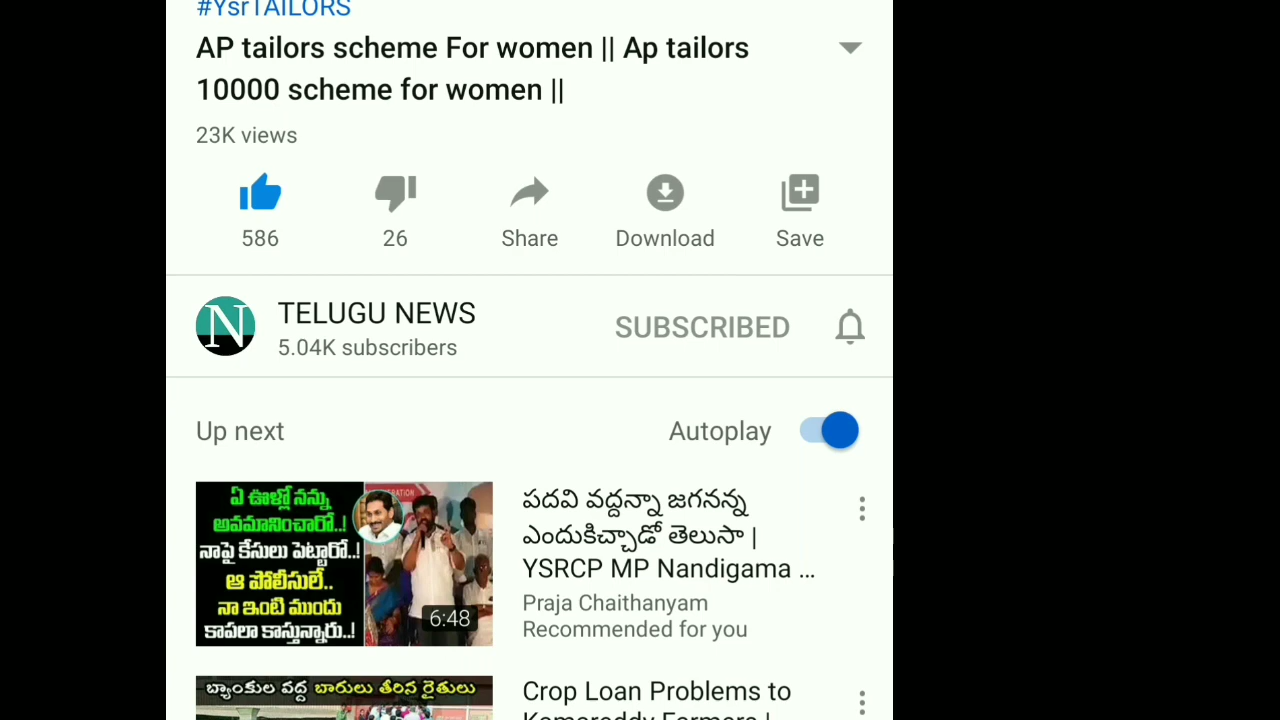 #YsrTAILORS
AP tailors scheme For women || Ap tailors
10000 scheme for women ||
23K views
586
26
Share
Download
Save
N
TELUGU NEWS
5.04K subscribers
SUBSCRIBED
Up next
Autoplay
ఏ ఊళ్లో నన్ను
అవమానించారో..!
నాపై కేసులు పెట్టారో..!
ఆ పోలీసులే..
నా ఇంటి ముందు
కాపలా కాస్తున్నారు..!
6:48
పదవి వద్దన్నా జగనన్న
ఎందుకిచ్చాడో తెలుసా |
YSRCP MP Nandigama ...
Praja Chaithanyam
Recommended for you
బ్యాంకుల వద్ద బారులు తీరిన రైతులు
Crop Loan Problems to
Kamareddy Farmers |